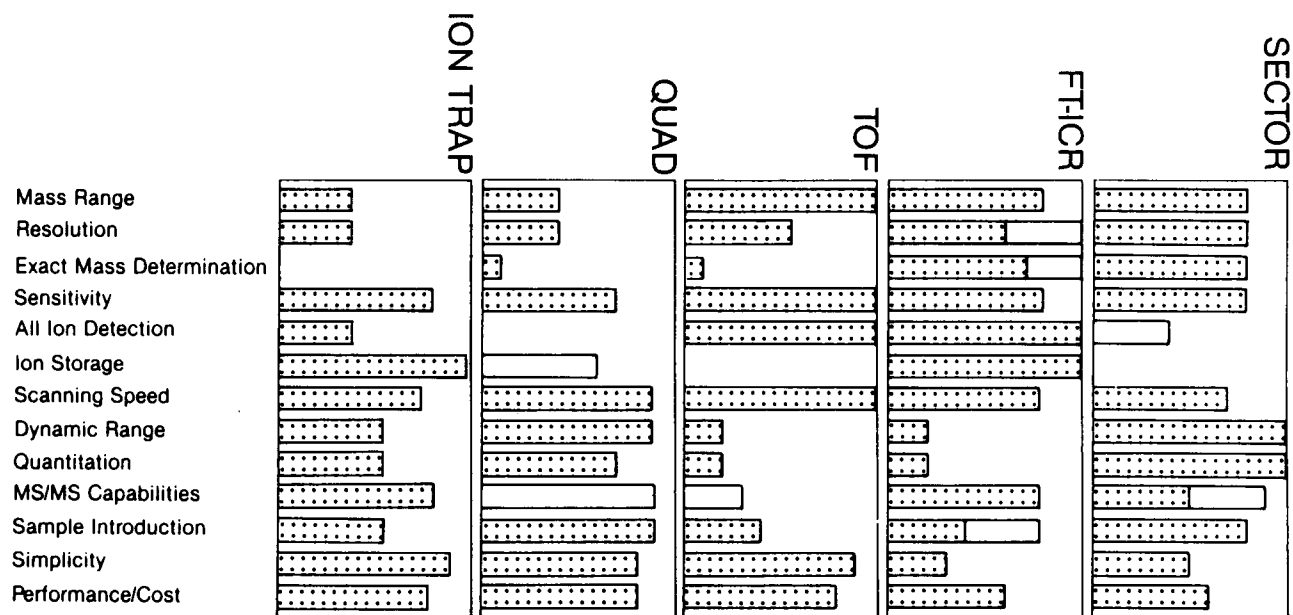 ION TRAP
QUAD
TOF
FT-ICR
SECTOR
Mass Range
Resolution
Exact Mass Determination
Sensitivity
All Ion Detection
Ion Storage
Scanning Speed
Dynamic Range
Quantitation
MS/MS Capabilities
Sample Introduction
Simplicity
Performance/Cost